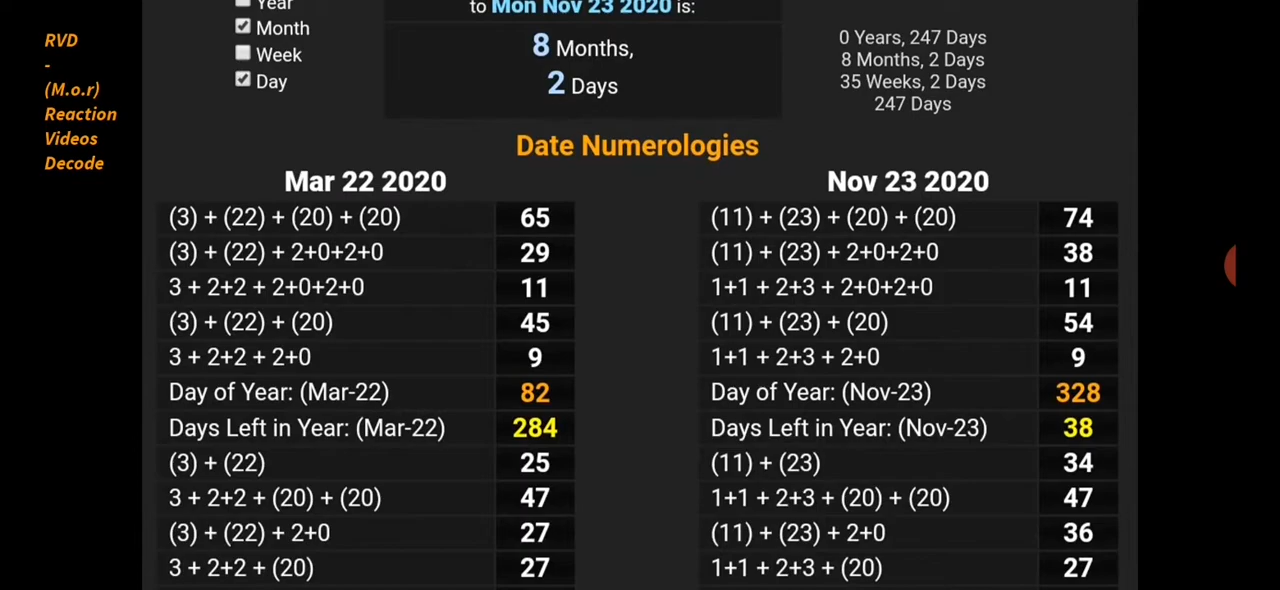 RVD
-
(M.o.r)
Reaction
Videos
Decode
Year
Month
Week
Day
to Mon Nov 23 2020 is:
8 Months,
2 Days
0 Years, 247 Days
8 Months, 2 Days
35 Weeks, 2 Days
247 Days
Date Numerologies
Mar 22 2020
(3) + (22) + (20) + (20) 65
(3) + (22) + 2+0+2+0 29
3 + 2+2 + 2+0+2+0 11
(3) + (22) + (20) 45
3 + 2+2 + 2+0 9
Day of Year: (Mar-22) 82
Days Left in Year: (Mar-22) 284
(3) + (22) 25
3 + 2+2 + (20) + (20) 47
(3) + (22) + 2+0 27
3 + 2+2 + (20) 27
Nov 23 2020
(11) + (23) + (20) + (20) 74
(11) + (23) + 2+0+2+0 38
1+1 + 2+3 + 2+0+2+0 11
(11) + (23) + (20) 54
1+1 + 2+3 + 2+0 9
Day of Year: (Nov-23) 328
Days Left in Year: (Nov-23) 38
(11) + (23) 34
1+1 + 2+3 + (20) + (20) 47
(11) + (23) + 2+0 36
1+1 + 2+3 + (20) 27